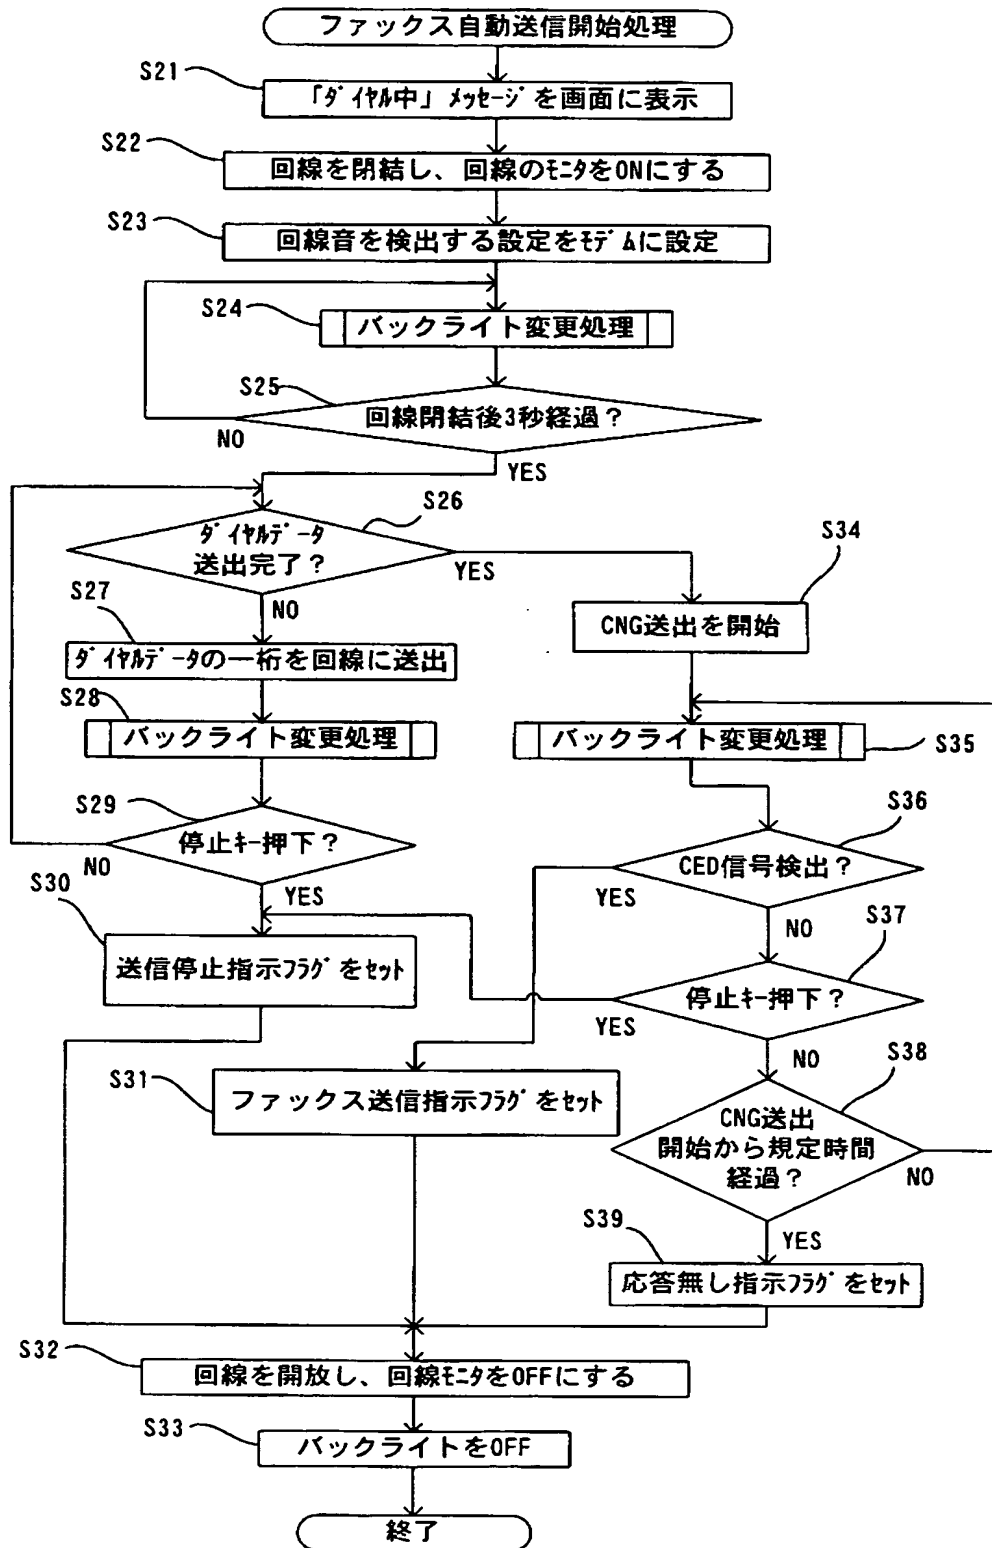 ファックス自動送信開始処理
S21
「ﾀﾞｲﾔﾙ中」ﾒｯｾｰｼﾞを画面に表示
S22
回線を閉結し、回線のﾓﾆﾀをONにする
S23
回線音を検出する設定をﾓﾃﾞﾑに設定
S24
バックライト変更処理
S25
回線閉結後3秒経過？
NO
YES
S26
ﾀﾞｲﾔﾙﾃﾞｰﾀ
送出完了？
YES
NO
S34
CNG送出を開始
S27
ﾀﾞｲﾔﾙﾃﾞｰﾀの一桁を回線に送出
S28
バックライト変更処理
バックライト変更処理
S35
S29
停止ｷｰ押下？
NO
YES
S36
CED信号検出？
YES
NO
S30
送信停止指示ﾌﾗｸﾞをｾｯﾄ
S37
停止ｷｰ押下？
YES
NO
S31
ファックス送信指示ﾌﾗｸﾞをｾｯﾄ
S38
CNG送出
開始から規定時間
経過？
NO
YES
S39
応答無し指示ﾌﾗｸﾞをｾｯﾄ
S32
回線を開放し、回線ﾓﾆﾀをOFFにする
S33
バックライトをOFF
終了